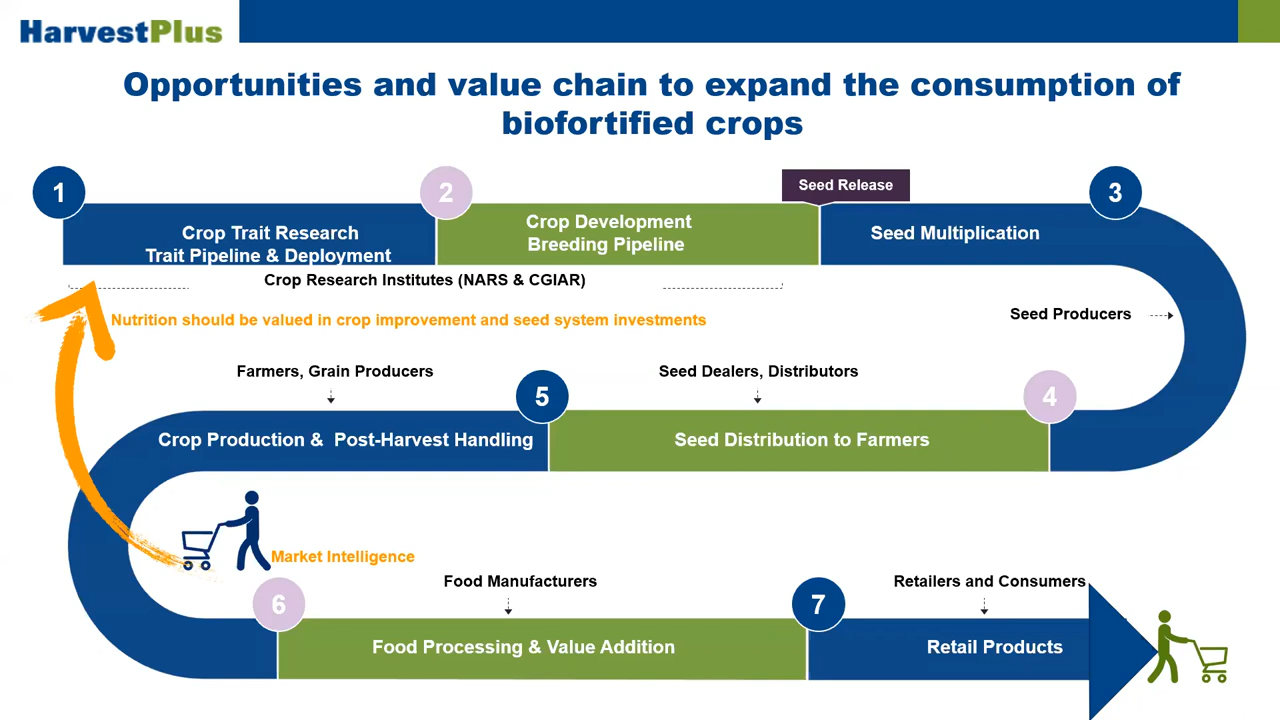 HarvestPlus
Opportunities and value chain to expand the consumption of
biofortified crops
1
2
Seed Release
3
Crop Trait Research
Trait Pipeline & Deployment
Crop Development
Breeding Pipeline
Seed Multiplication
Crop Research Institutes (NARS & CGIAR)
Nutrition should be valued in crop improvement and seed system investments
Seed Producers
Farmers, Grain Producers
Seed Dealers, Distributors
5
4
Crop Production & Post-Harvest Handling
Seed Distribution to Farmers
Market Intelligence
Food Manufacturers
Retailers and Consumers
6
7
Food Processing & Value Addition
Retail Products